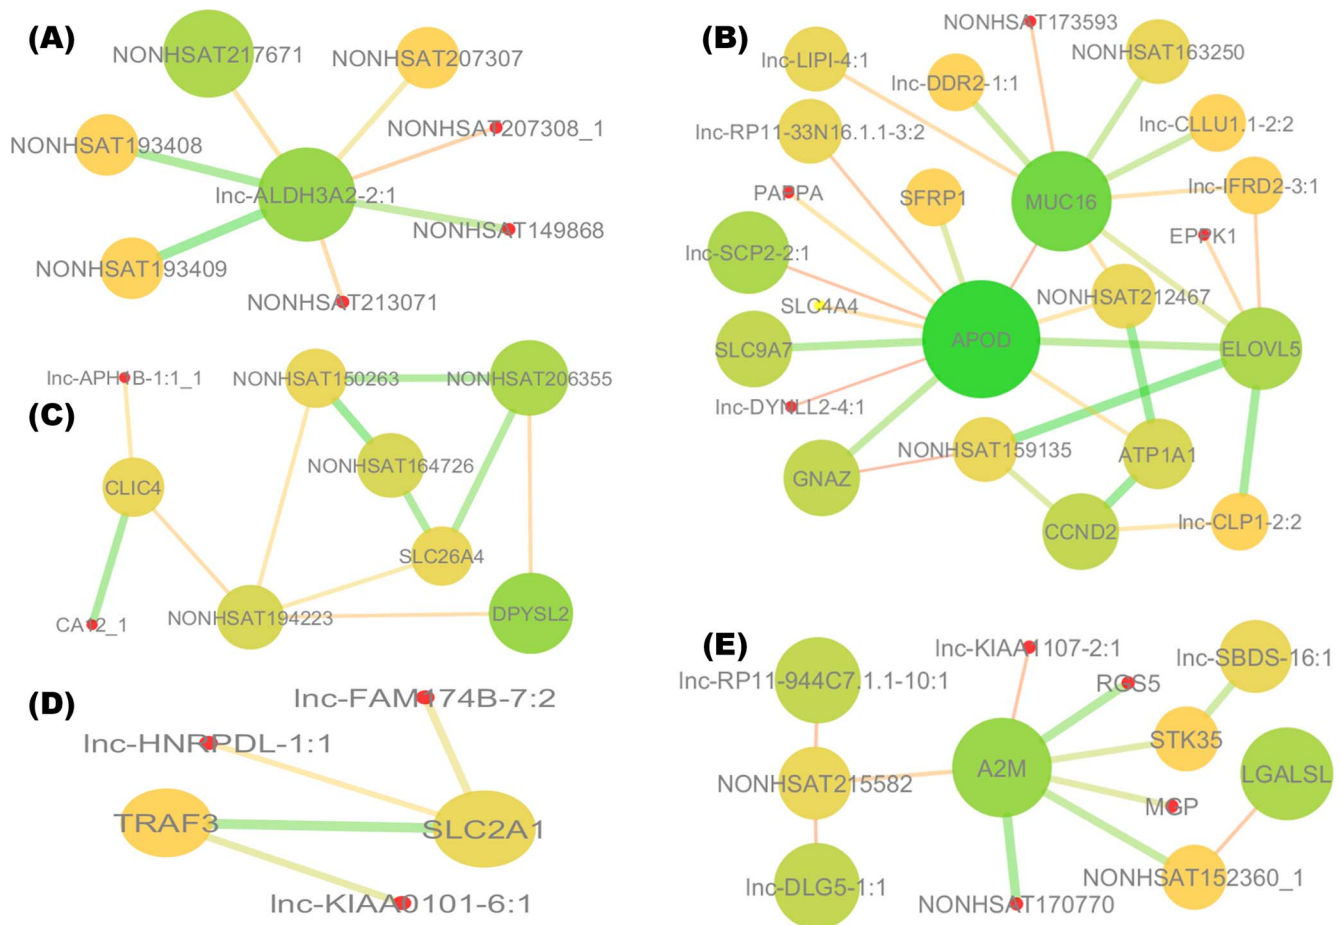 (A)
NONHSAT217671
NONHSAT207307
NONHSAT207308_1
NONHSAT193408
lnc-ALDH3A2-2:1
NONHSAT149868
NONHSAT193409
NONHSAT213071
(B)
NONHSAT173593
lnc-LIPI-4:1
NONHSAT163250
lnc-DDR2-1:1
lnc-RP11-33N16.1.1-3:2
lnc-CLLU1.1-2:2
PAPPA
SFRP1
MUC16
lnc-IFRD2-3:1
EPPK1
lnc-SCP2-2:1
SLC4A4
NONHSAT212467
SLC9A7
APOD
ELOVL5
lnc-DYNLL2-4:1
NONHSAT159135
ATP1A1
GNAZ
CCND2
lnc-CLP1-2:2
(C)
lnc-APH1B-1:1_1
NONHSAT150263
NONHSAT206355
NONHSAT164726
CLIC4
SLC26A4
CA12_1
NONHSAT194223
DPYSL2
(D)
lnc-FAM174B-7:2
lnc-HNRPDL-1:1
TRAF3
SLC2A1
lnc-KIAA0101-6:1
(E)
lnc-KIAA1107-2:1
lnc-SBDS-16:1
lnc-RP11-944C7.1.1-10:1
RGS5
STK35
NONHSAT215582
A2M
LGALSL
MGP
lnc-DLG5-1:1
NONHSAT152360_1
NONHSAT170770